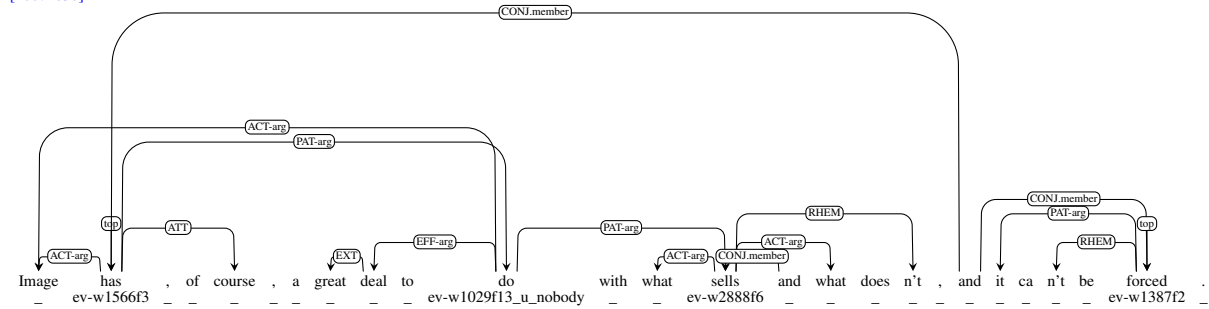 CONJ.member
ACT-arg
PAT-arg
CONJ.member
top ATT RHEM PAT-arg top
PAT-arg
EFF-arg ACT-arg RHEM
ACT-arg EXT ACT-arg CONJ.member
Image has , of course , a great deal to do with what sells and what does n't , and it ca n't be forced .
_ ev-w1566f3 _ _ _ _ _ _ _ _ ev-w1029f13_u_nobody _ _ ev-w2888f6 _ _ _ _ _ _ _ _ _ _ ev-w1387f2 _